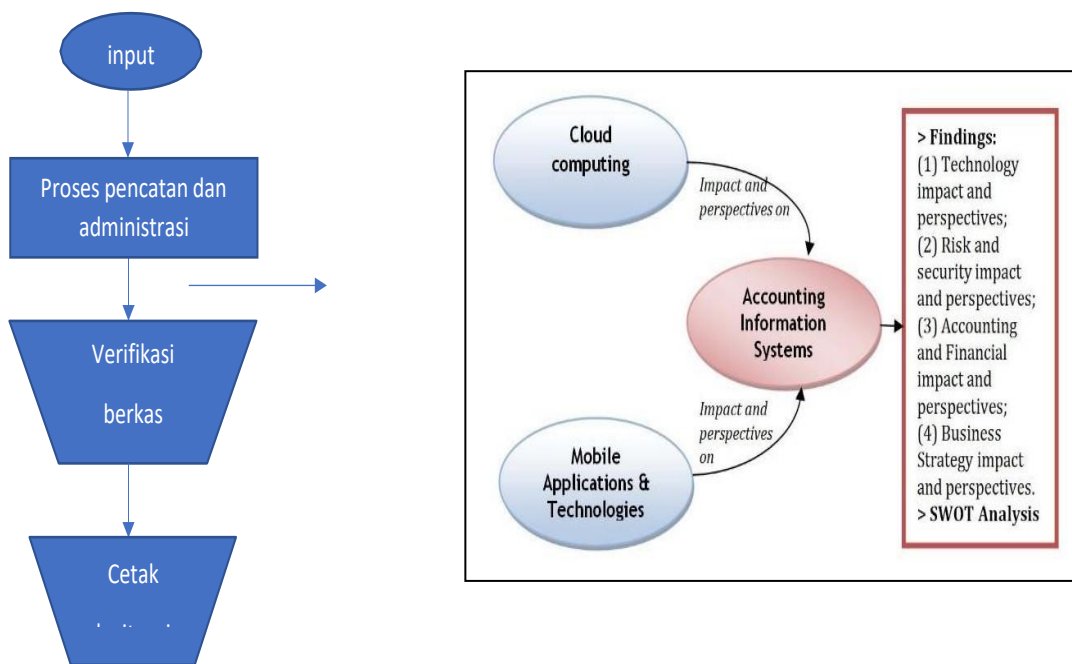 input
Proses pencatan dan
administrasi
Verifikasi
berkas
Cetak
Cloud
computing
Impact and
perspectives on
Accounting
Information
Systems
Impact and
perspectives
on
Mobile
Applications &
Technologies
> Findings:
(1) Technology
impact and
perspectives;
(2) Risk and
security impact
and perspectives;
(3) Accounting
and Financial
impact and
perspectives;
(4) Business
Strategy impact
and perspectives.
> SWOT Analysis